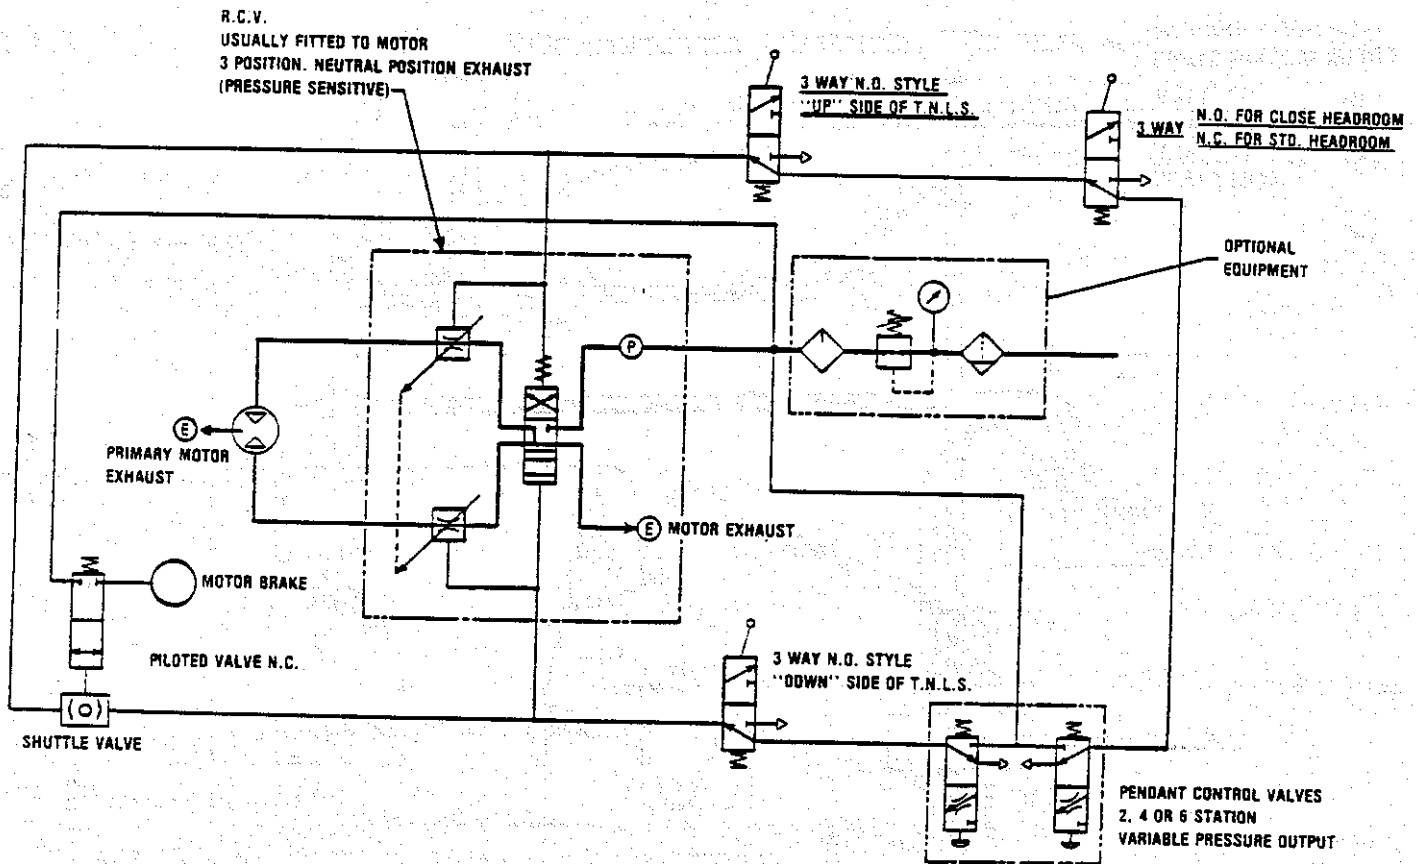 R.C.V.
USUALLY FITTED TO MOTOR
3 POSITION. NEUTRAL POSITION EXHAUST
(PRESSURE SENSITIVE)
3 WAY N.O. STYLE
"UP" SIDE OF T.N.L.S.
3 WAY
N.O. FOR CLOSE HEADROOM
N.C. FOR STD. HEADROOM
OPTIONAL
EQUIPMENT
P
E
PRIMARY MOTOR
EXHAUST
E
MOTOR EXHAUST
MOTOR BRAKE
PILOTED VALVE N.C.
3 WAY N.O. STYLE
"DOWN" SIDE OF T.N.L.S.
SHUTTLE VALVE
PENDANT CONTROL VALVES
2, 4 OR 6 STATION
VARIABLE PRESSURE OUTPUT